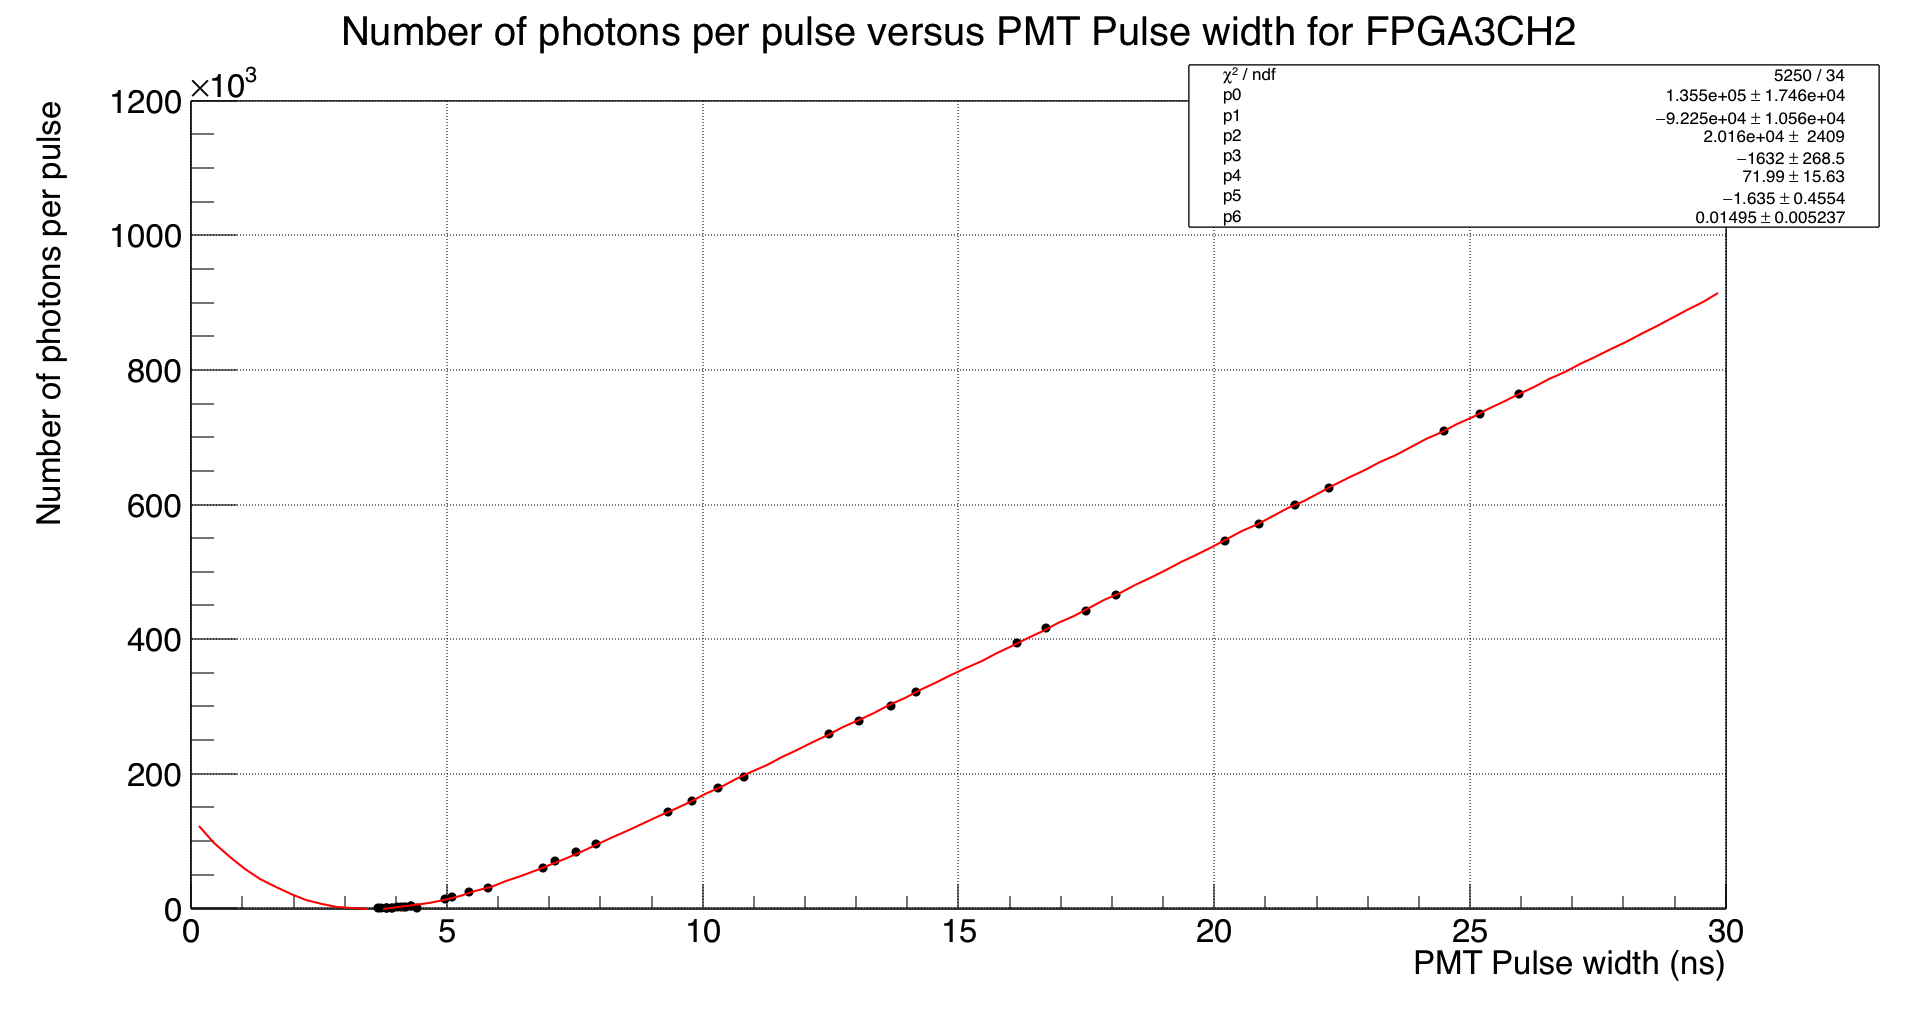 Number of photons per pulse versus PMT Pulse width for FPGA3CH2
×10³
χ² / ndf 5250 / 34
p0 1.355e+05 ± 1.746e+04
p1 −9.225e+04 ± 1.056e+04
p2 2.016e+04 ± 2409
p3 −1632 ± 268.5
p4 71.99 ± 15.63
p5 −1.635 ± 0.4554
p6 0.01495 ± 0.005237
Number of photons per pulse
1200
1000
800
600
400
200
0
0 5 10 15 20 25 30
PMT Pulse width (ns)